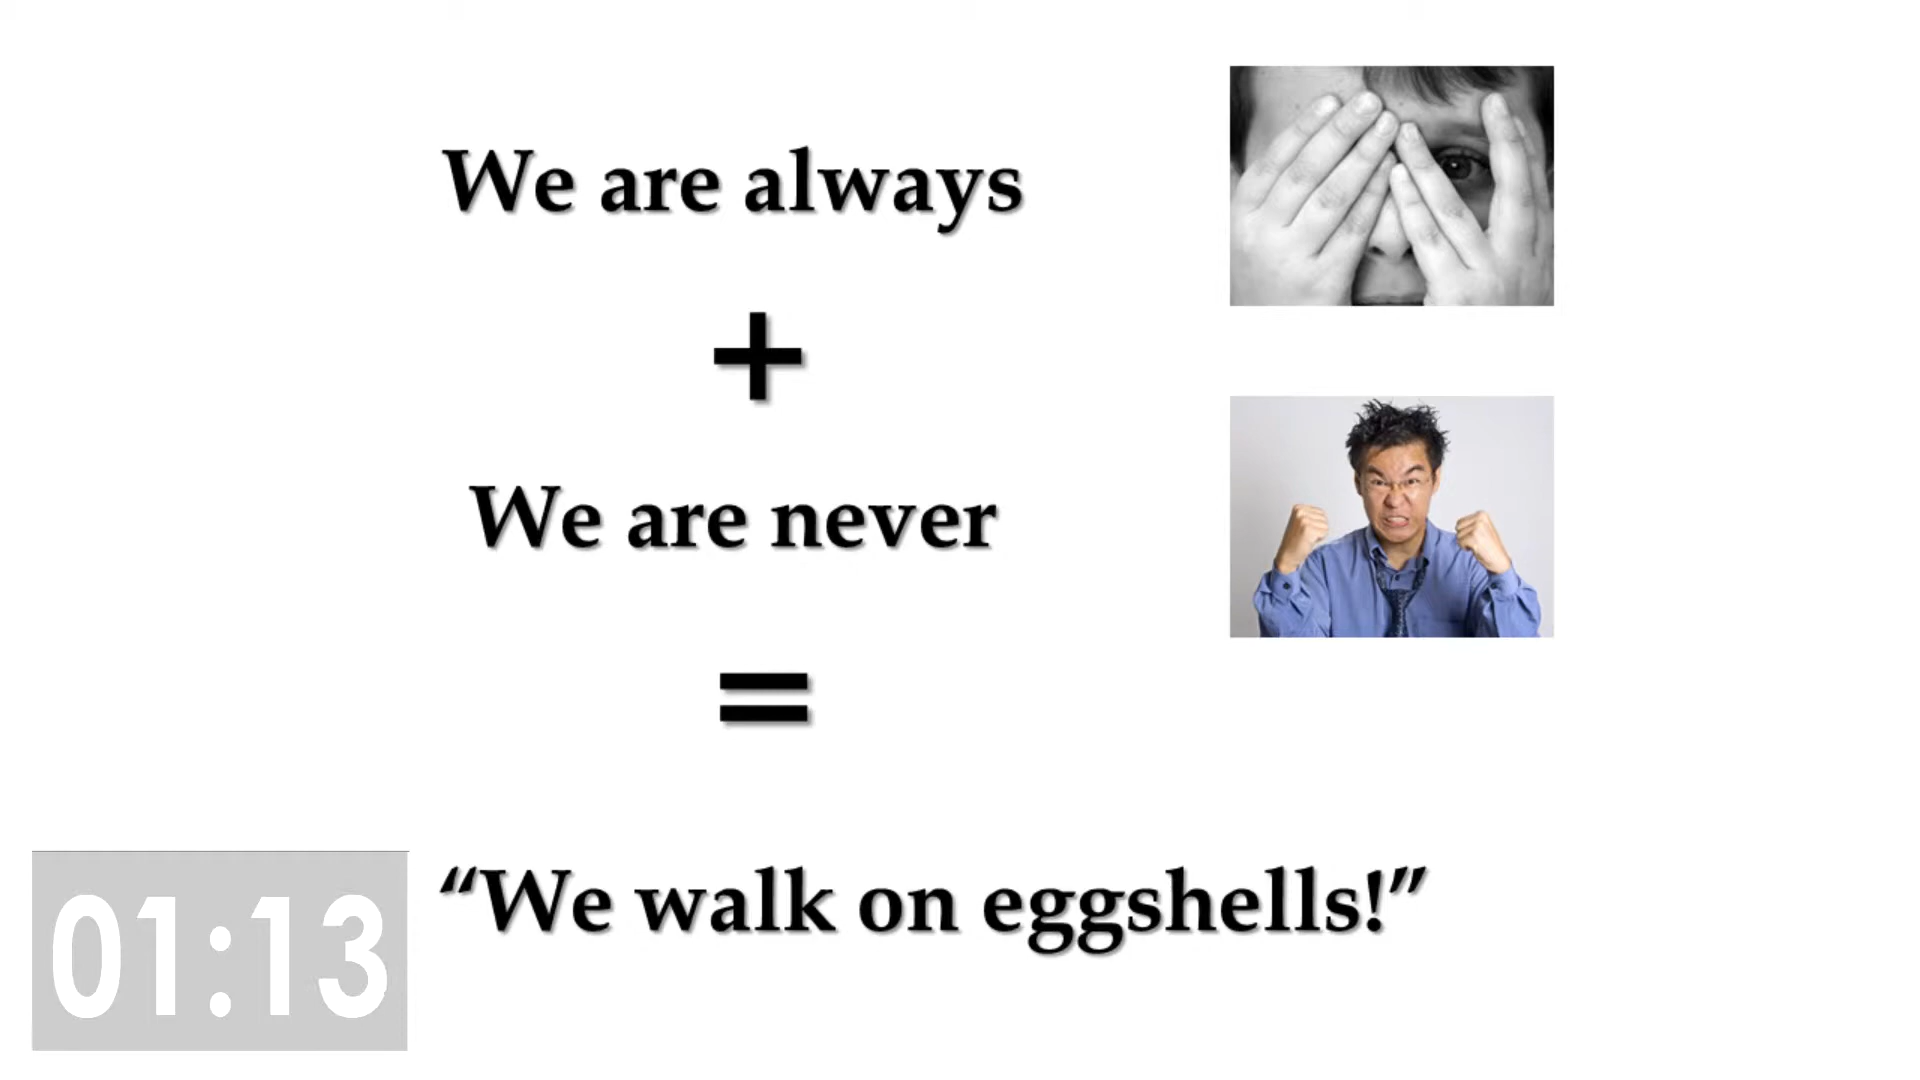 We are always
+
We are never
=
“We walk on eggshells!”
01:13